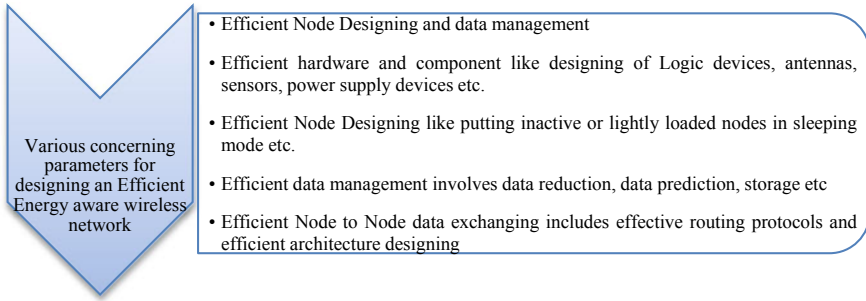 Various concerning
parameters for
designing an Efficient
Energy aware wireless
network
• Efficient Node Designing and data management
• Efficient hardware and component like designing of Logic devices, antennas,
sensors, power supply devices etc.
• Efficient Node Designing like putting inactive or lightly loaded nodes in sleeping
mode etc.
• Efficient data management involves data reduction, data prediction, storage etc
• Efficient Node to Node data exchanging includes effective routing protocols and
efficient architecture designing